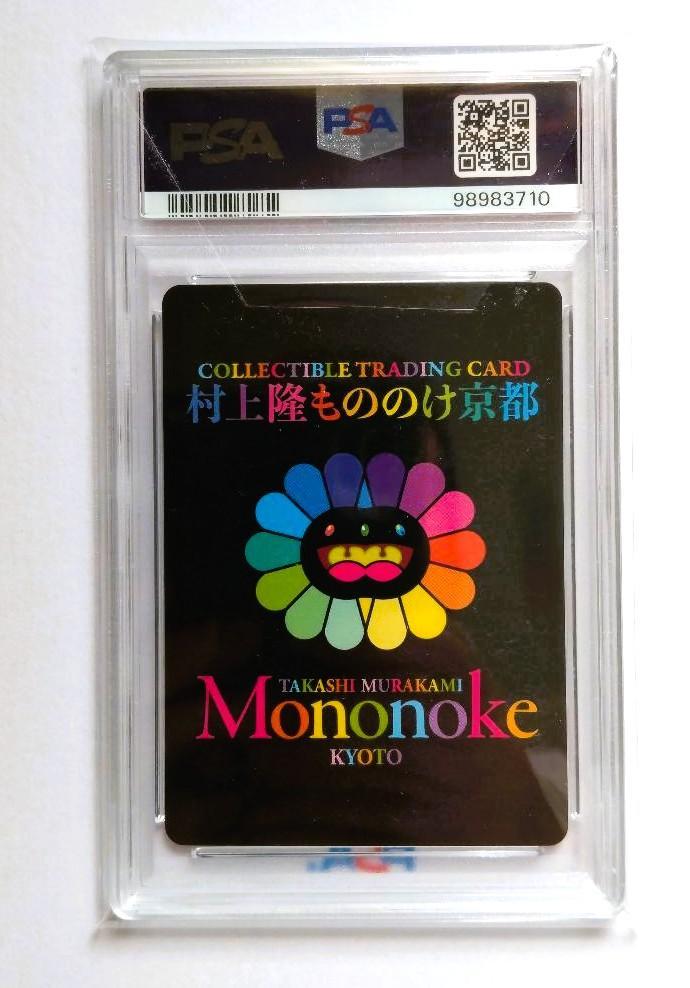 PSA
PSA
98983710
COLLECTIBLE TRADING CARD
村上隆もののけ京都
TAKASHI MURAKAMI
Mononoke
KYOTO